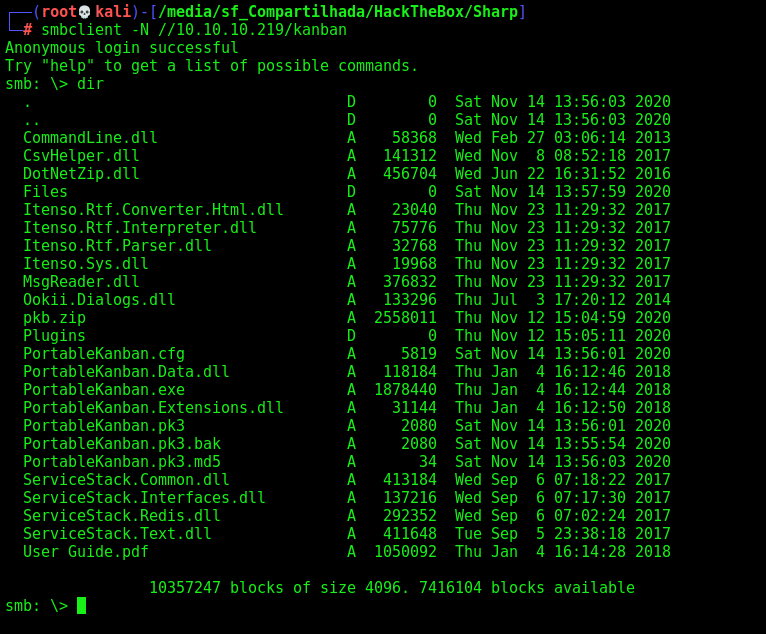 ┌──(root💀kali)-[/media/sf_Compartilhada/HackTheBox/Sharp]
└─# smbclient -N //10.10.10.219/kanban
Anonymous login successful
Try "help" to get a list of possible commands.
smb: \> dir
  .                                   D        0  Sat Nov 14 13:56:03 2020
  ..                                  D        0  Sat Nov 14 13:56:03 2020
  CommandLine.dll                     A    58368  Wed Feb 27 03:06:14 2013
  CsvHelper.dll                       A   141312  Wed Nov  8 08:52:18 2017
  DotNetZip.dll                       A   456704  Wed Jun 22 16:31:52 2016
  Files                               D        0  Sat Nov 14 13:57:59 2020
  Itenso.Rtf.Converter.Html.dll       A    23040  Thu Nov 23 11:29:32 2017
  Itenso.Rtf.Interpreter.dll          A    75776  Thu Nov 23 11:29:32 2017
  Itenso.Rtf.Parser.dll               A    32768  Thu Nov 23 11:29:32 2017
  Itenso.Sys.dll                      A    19968  Thu Nov 23 11:29:32 2017
  MsgReader.dll                       A   376832  Thu Nov 23 11:29:32 2017
  Ookii.Dialogs.dll                   A   133296  Thu Jul  3 17:20:12 2014
  pkb.zip                             A  2558011  Thu Nov 12 15:04:59 2020
  Plugins                             D        0  Thu Nov 12 15:05:11 2020
  PortableKanban.cfg                  A     5819  Sat Nov 14 13:56:01 2020
  PortableKanban.Data.dll             A   118184  Thu Jan  4 16:12:46 2018
  PortableKanban.exe                  A  1878440  Thu Jan  4 16:12:44 2018
  PortableKanban.Extensions.dll       A    31144  Thu Jan  4 16:12:50 2018
  PortableKanban.pk3                  A     2080  Sat Nov 14 13:56:01 2020
  PortableKanban.pk3.bak              A     2080  Sat Nov 14 13:55:54 2020
  PortableKanban.pk3.md5              A       34  Sat Nov 14 13:56:03 2020
  ServiceStack.Common.dll             A   413184  Wed Sep  6 07:18:22 2017
  ServiceStack.Interfaces.dll         A   137216  Wed Sep  6 07:17:30 2017
  ServiceStack.Redis.dll              A   292352  Wed Sep  6 07:02:24 2017
  ServiceStack.Text.dll               A   411648  Tue Sep  5 23:38:18 2017
  User Guide.pdf                      A  1050092  Thu Jan  4 16:14:28 2018
                10357247 blocks of size 4096. 7416104 blocks available
smb: \>